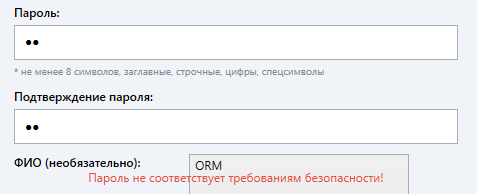 Пароль:
••
* не менее 8 символов, заглавные, строчные, цифры, спецсимволы
Подтверждение пароля:
••
ФИО (необязательно):
ORM
Пароль не соответствует требованиям безопасности!